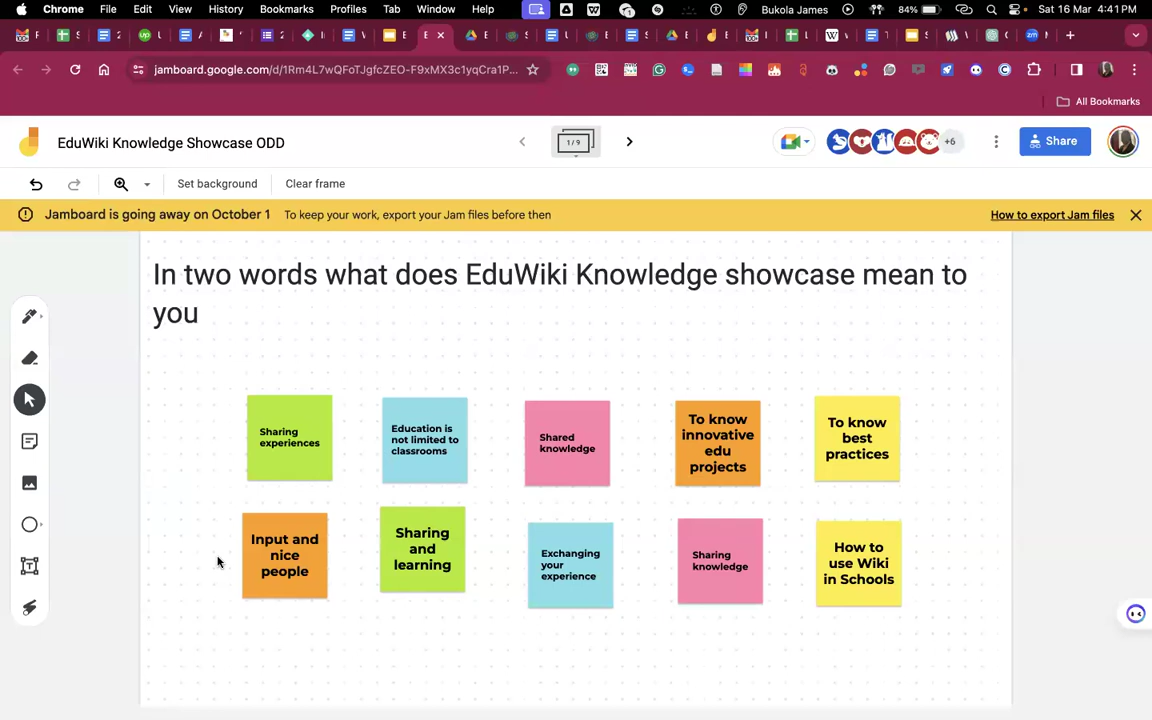 Chrome File Edit View History Bookmarks Profiles Tab Window Help Bukola James 84% Sat 16 Mar 4:41 PM
jamboard.google.com/d/1Rm4L7wQFoTJgfcZEO-F9xMX3c1yqCra1P...
All Bookmarks
EduWiki Knowledge Showcase ODD
1/9
+6
Share
Set background Clear frame
Jamboard is going away on October 1 To keep your work, export your Jam files before then How to export Jam files
In two words what does EduWiki Knowledge showcase mean to
you
Sharing
experiences
Education is
not limited to
classrooms
Shared
knowledge
To know
innovative
edu
projects
To know
best
practices
Input and
nice
people
Sharing
and
learning
Exchanging
your
experience
Sharing
knowledge
How to
use Wiki
in Schools